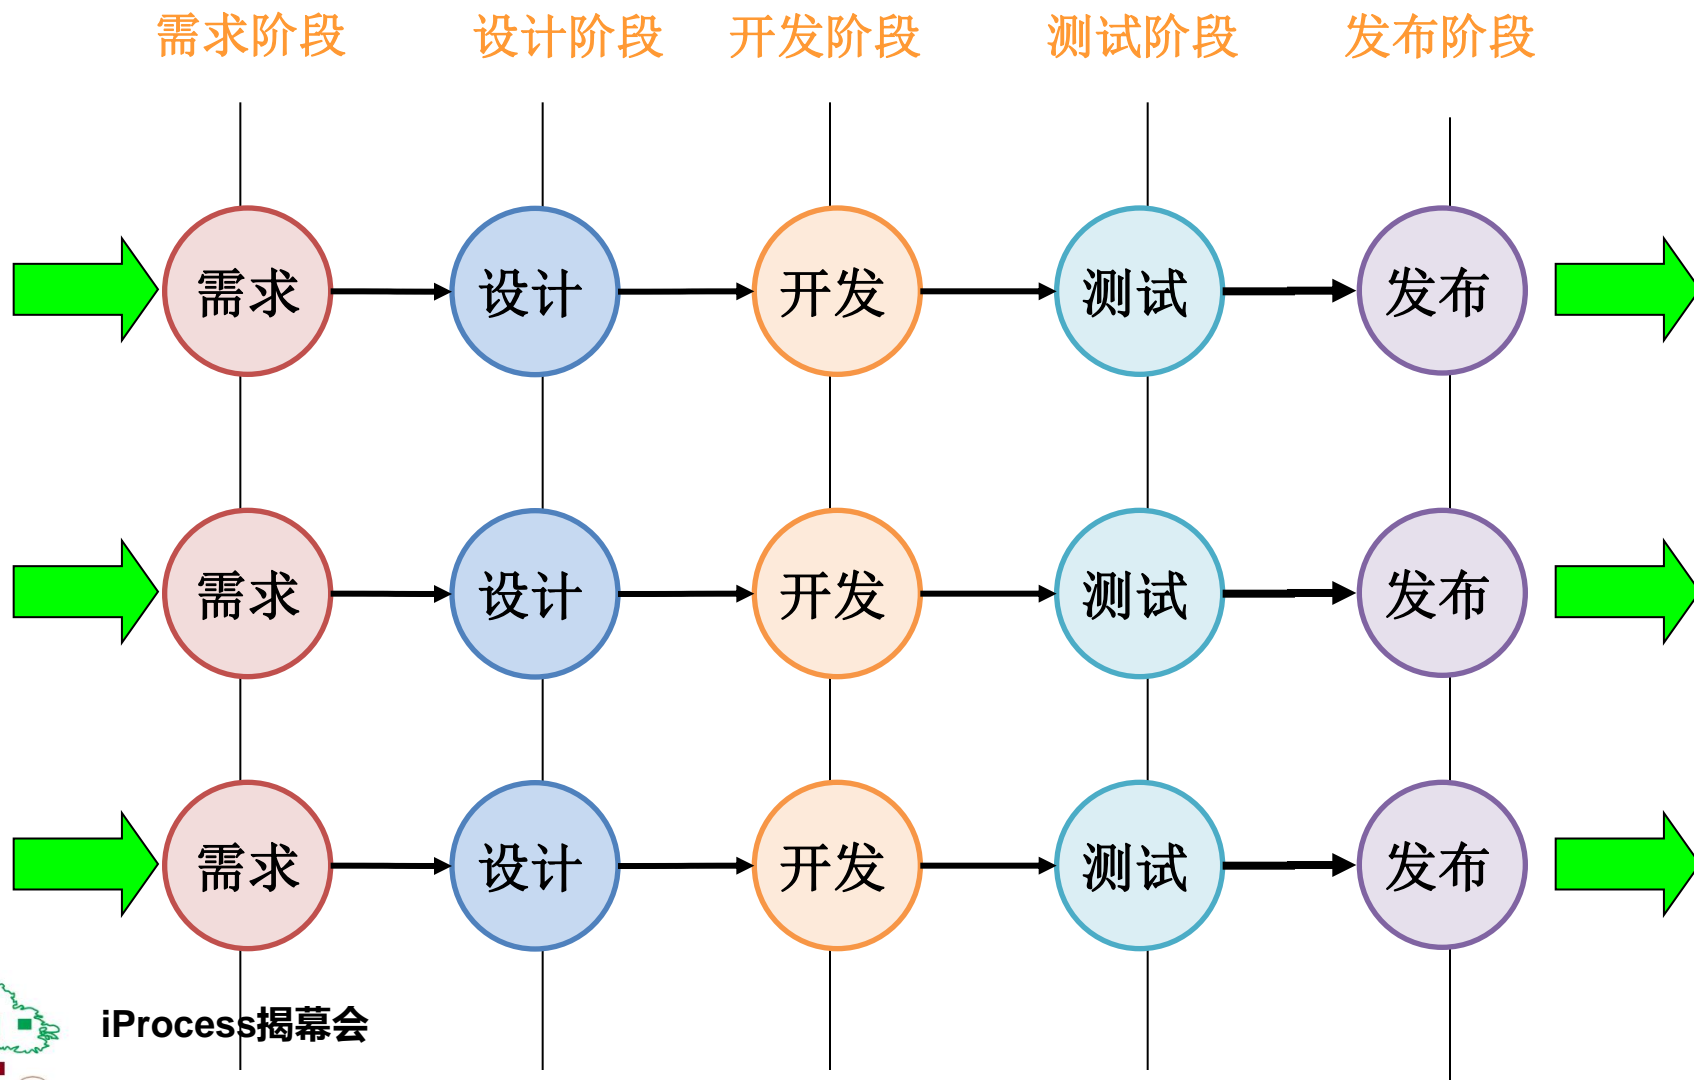 需求阶段 设计阶段 开发阶段 测试阶段 发布阶段
需求 设计 开发 测试 发布
需求 设计 开发 测试 发布
需求 设计 开发 测试 发布
iProcess揭幕会